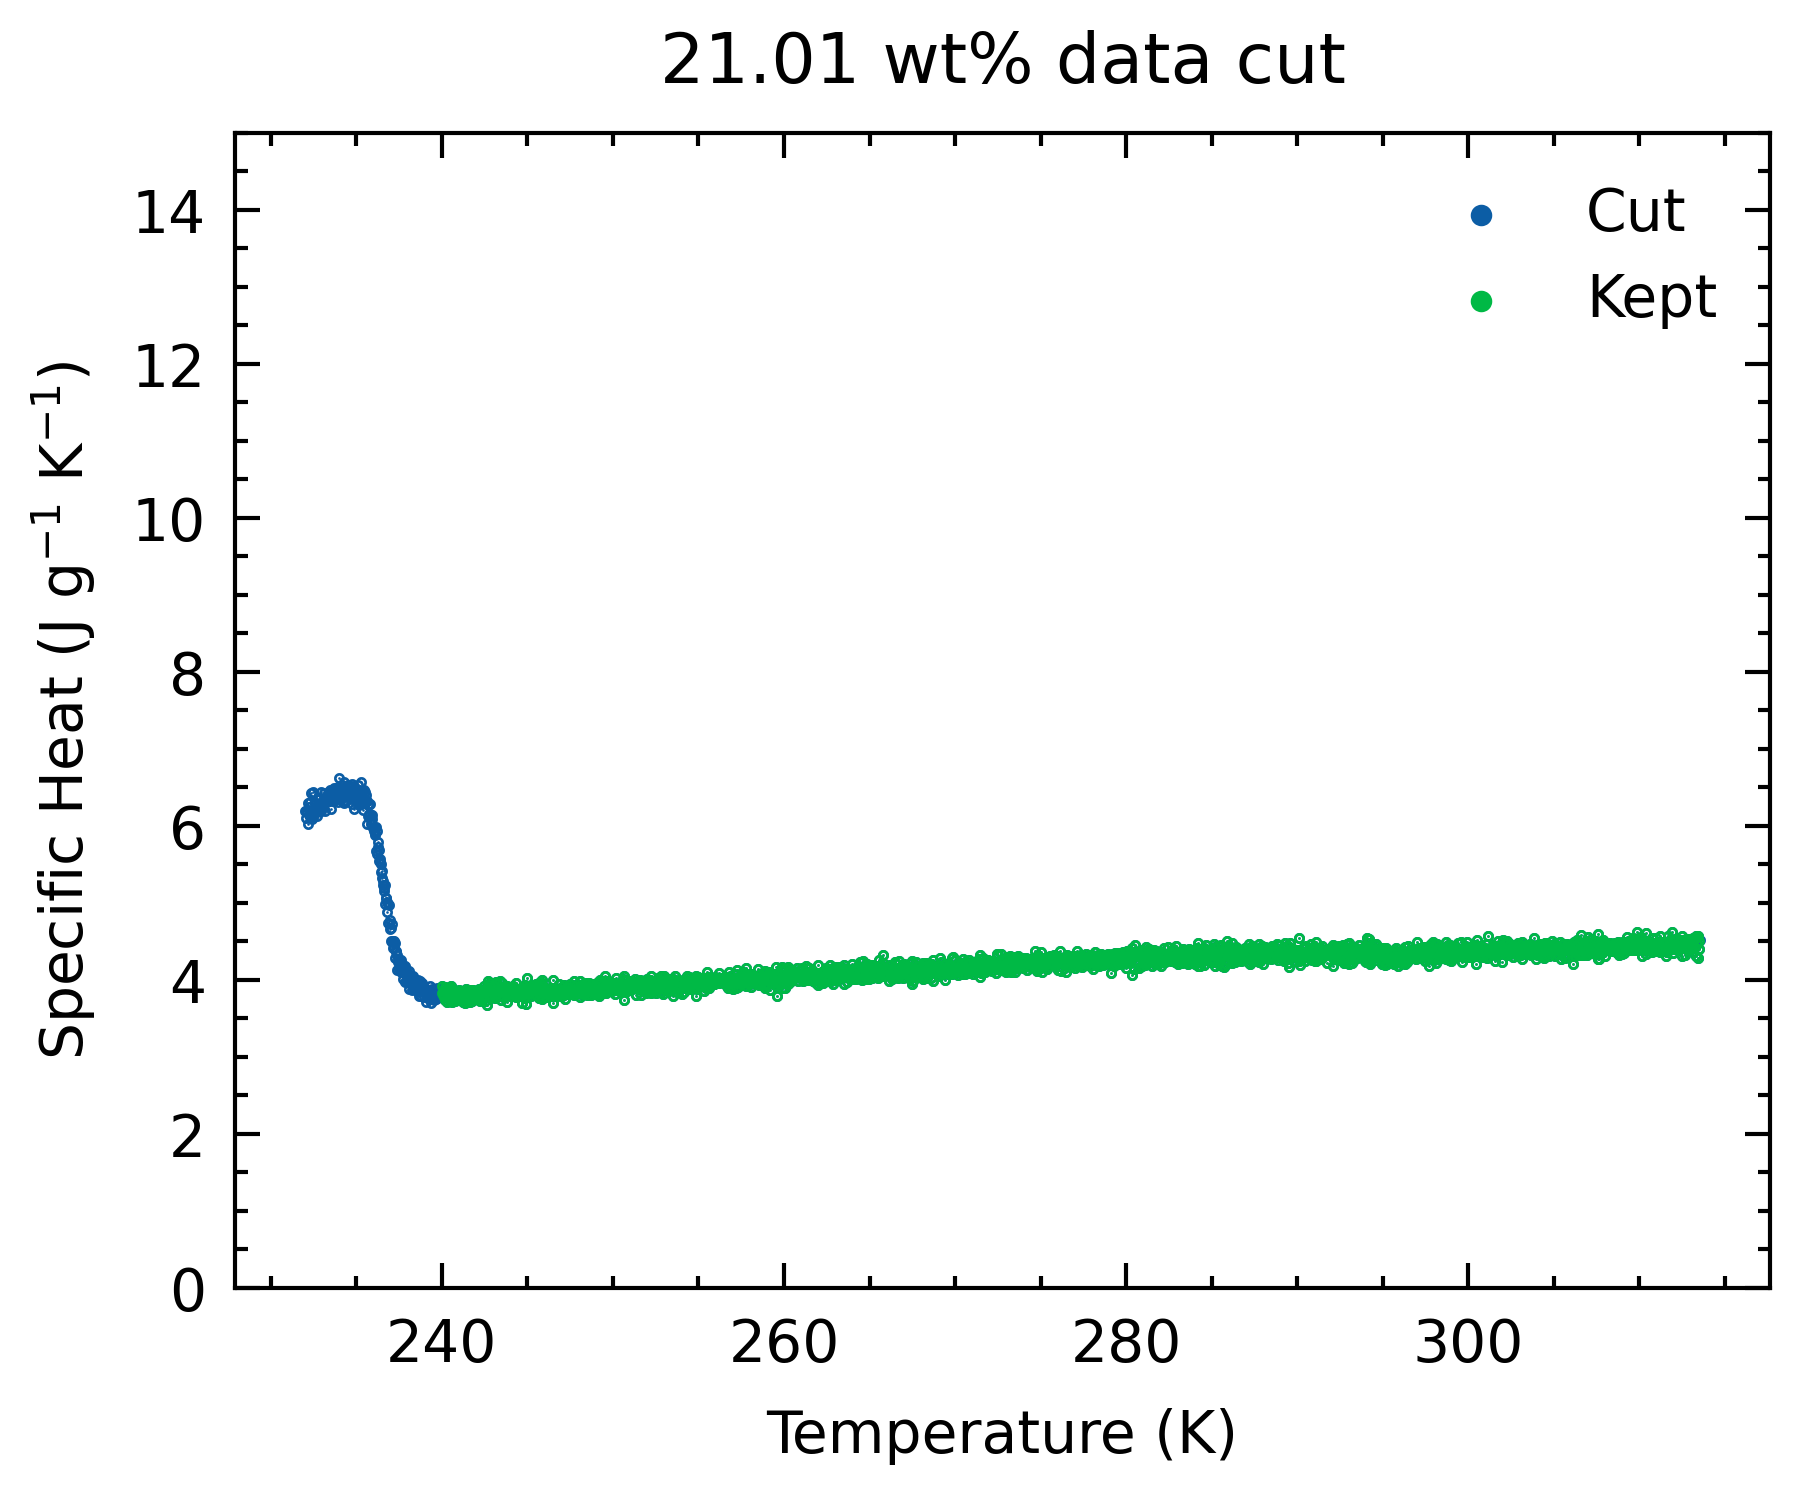 21.01 wt% data cut
Cut
Kept
14
12
10
8
6
4
2
0
Specific Heat (J g⁻¹ K⁻¹)
240 260 280 300
Temperature (K)